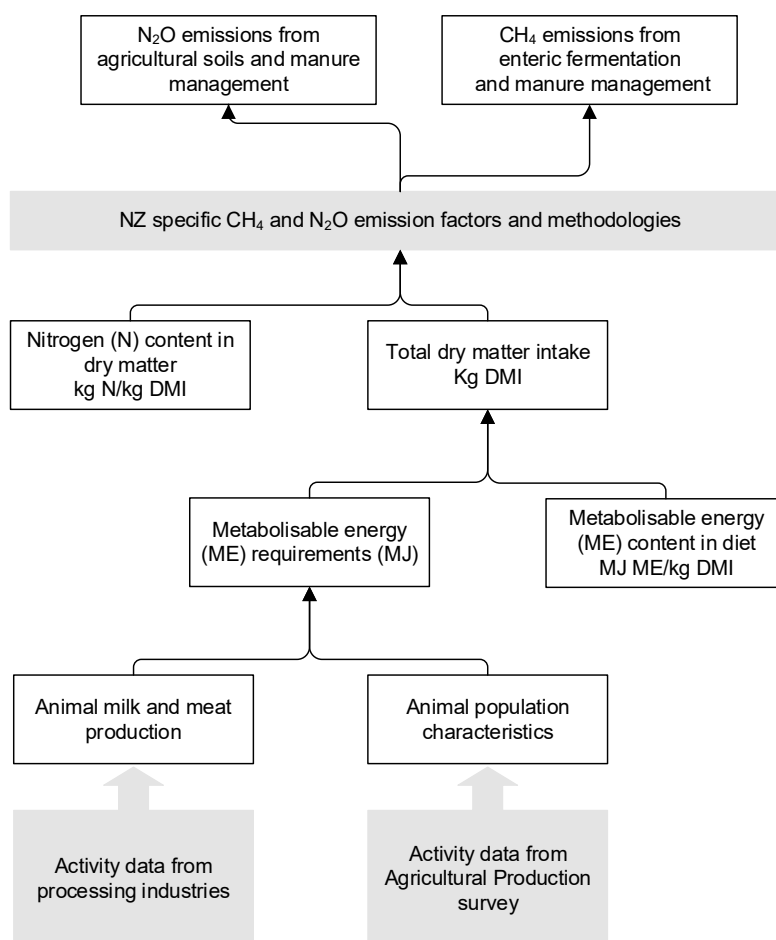 N₂O emissions from
agricultural soils and manure
management
CH₄ emissions from
enteric fermentation
and manure management
NZ specific CH₄ and N₂O emission factors and methodologies
Nitrogen (N) content in
dry matter
kg N/kg DMI
Total dry matter intake
Kg DMI
Metabolisable energy
(ME) requirements (MJ)
Metabolisable energy
(ME) content in diet
MJ ME/kg DMI
Animal milk and meat
production
Animal population
characteristics
Activity data from
processing industries
Activity data from
Agricultural Production
survey